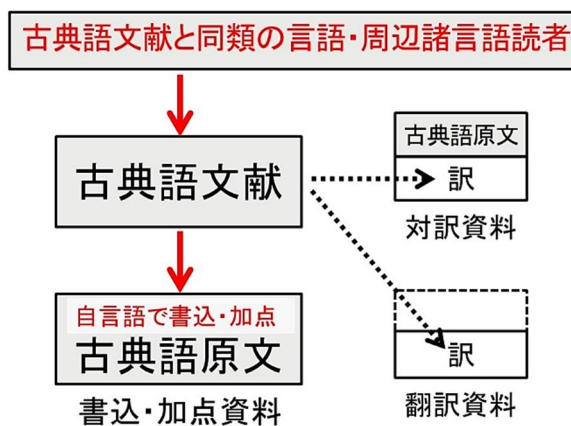 古典語文献と同類の言語・周辺諸言語読者
古典語文献
自言語で書込・加点
古典語原文
書込・加点資料
古典語原文
訳
対訳資料
訳
翻訳資料